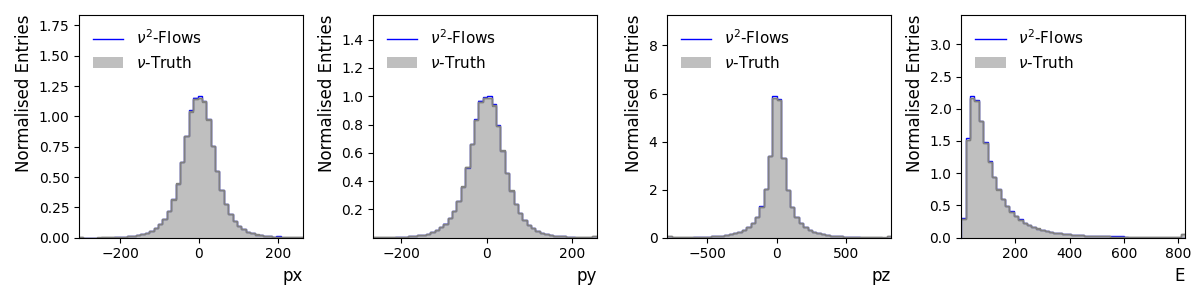 Normalised Entries
1.75
1.50
1.25
1.00
0.75
0.50
0.25
0.00
−200
0
200
px
ν²-Flows
ν-Truth
Normalised Entries
1.4
1.2
1.0
0.8
0.6
0.4
0.2
−200
0
200
py
ν²-Flows
ν-Truth
Normalised Entries
8
6
4
2
0
−500
0
500
pz
ν²-Flows
ν-Truth
Normalised Entries
3.0
2.5
2.0
1.5
1.0
0.5
0.0
200
400
600
800
E
ν²-Flows
ν-Truth